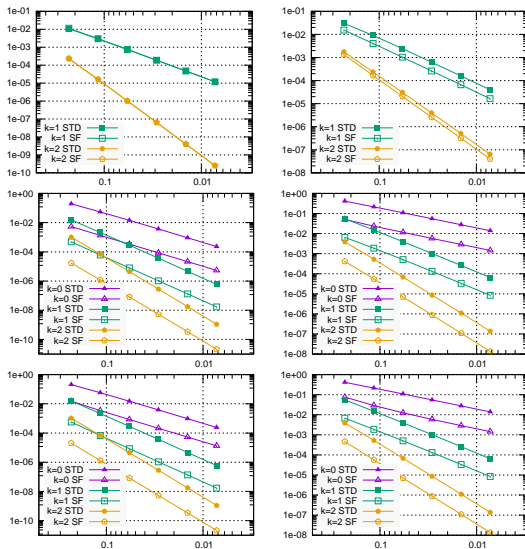 1e-01
1e-02
1e-03
1e-04
1e-05
1e-06
1e-07
1e-08
1e-09
1e-10
0.1
0.01
k=1 STD
k=1 SF
k=2 STD
k=2 SF
1e-01
1e-02
1e-03
1e-04
1e-05
1e-06
1e-07
1e-08
0.1
0.01
k=1 STD
k=1 SF
k=2 STD
k=2 SF
1e+00
1e-02
1e-04
1e-06
1e-08
1e-10
0.1
0.01
k=0 STD
k=0 SF
k=1 STD
k=1 SF
k=2 STD
k=2 SF
1e+00
1e-01
1e-02
1e-03
1e-04
1e-05
1e-06
1e-07
1e-08
0.1
0.01
k=0 STD
k=0 SF
k=1 STD
k=1 SF
k=2 STD
k=2 SF
1e+00
1e-02
1e-04
1e-06
1e-08
1e-10
0.1
0.01
k=0 STD
k=0 SF
k=1 STD
k=1 SF
k=2 STD
k=2 SF
1e+00
1e-01
1e-02
1e-03
1e-04
1e-05
1e-06
1e-07
1e-08
0.1
0.01
k=0 STD
k=0 SF
k=1 STD
k=1 SF
k=2 STD
k=2 SF